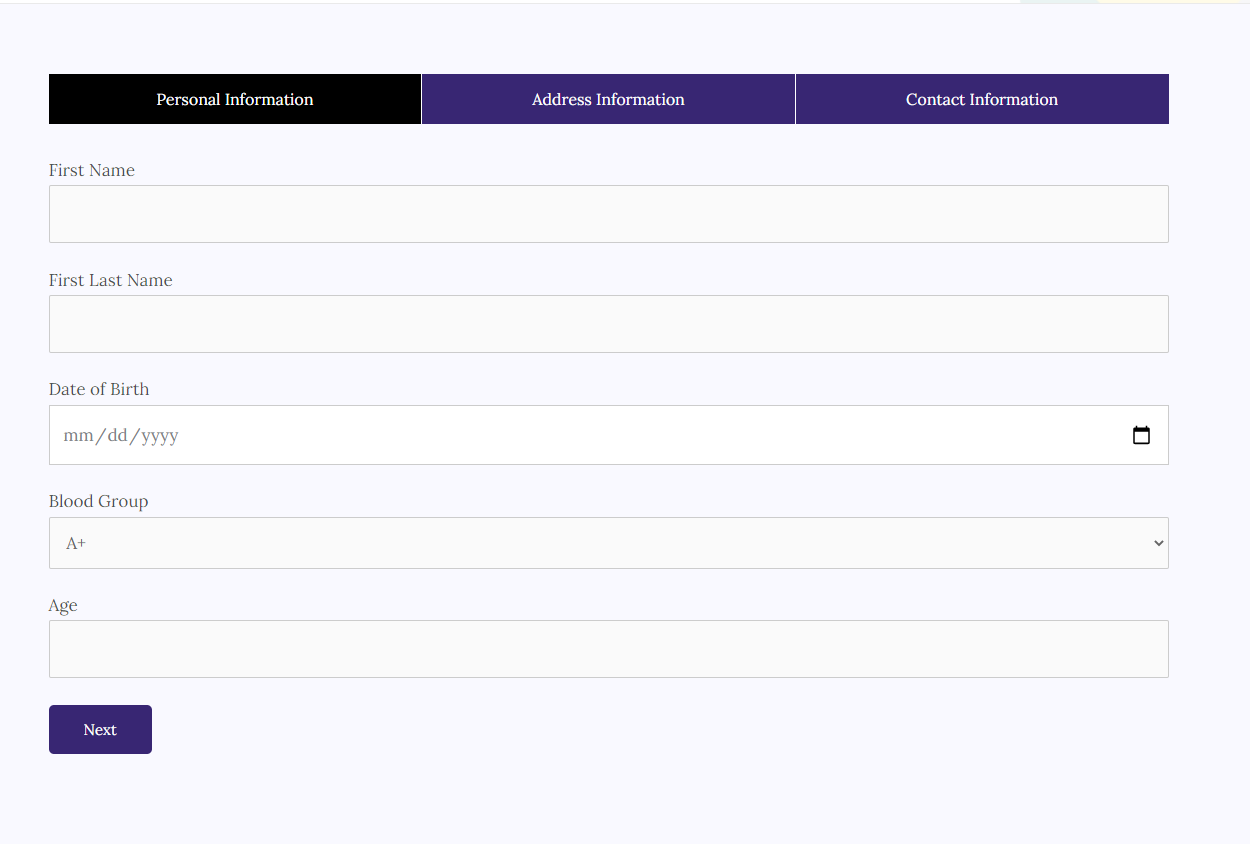 Personal Information Address Information Contact Information
First Name
First Last Name
Date of Birth
mm/dd/yyyy
Blood Group
A+
Age
Next